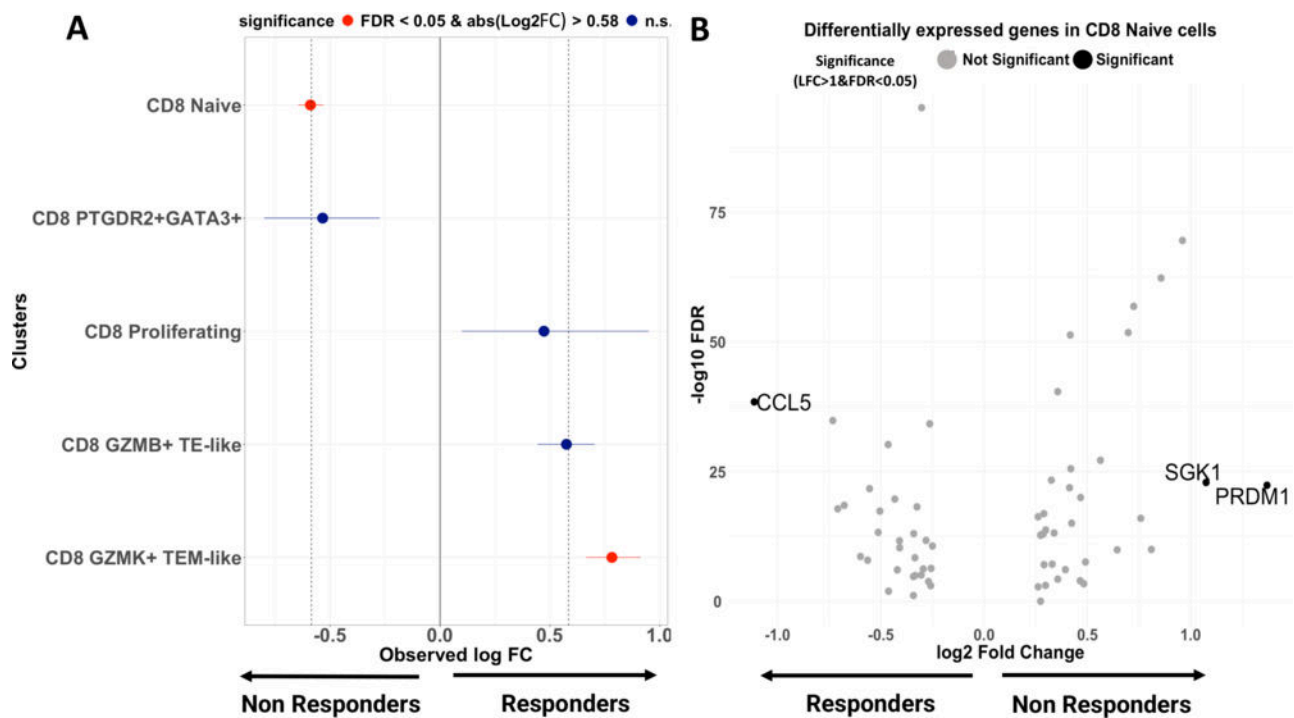 A
significance FDR < 0.05 & abs(Log2FC) > 0.58 n.s.
Clusters
CD8 Naive
CD8 PTGDR2+GATA3+
CD8 Proliferating
CD8 GZMB+ TE-like
CD8 GZMK+ TEM-like
-0.5 0.0 0.5 1.0
Observed log FC
Non Responders Responders
B
Differentially expressed genes in CD8 Naive cells
Significance Not Significant Significant
(LFC>1&FDR<0.05)
-log10 FDR
75
50
25
0
CCL5
SGK1
PRDM1
-1.0 -0.5 0.0 0.5 1.0
log2 Fold Change
Responders Non Responders